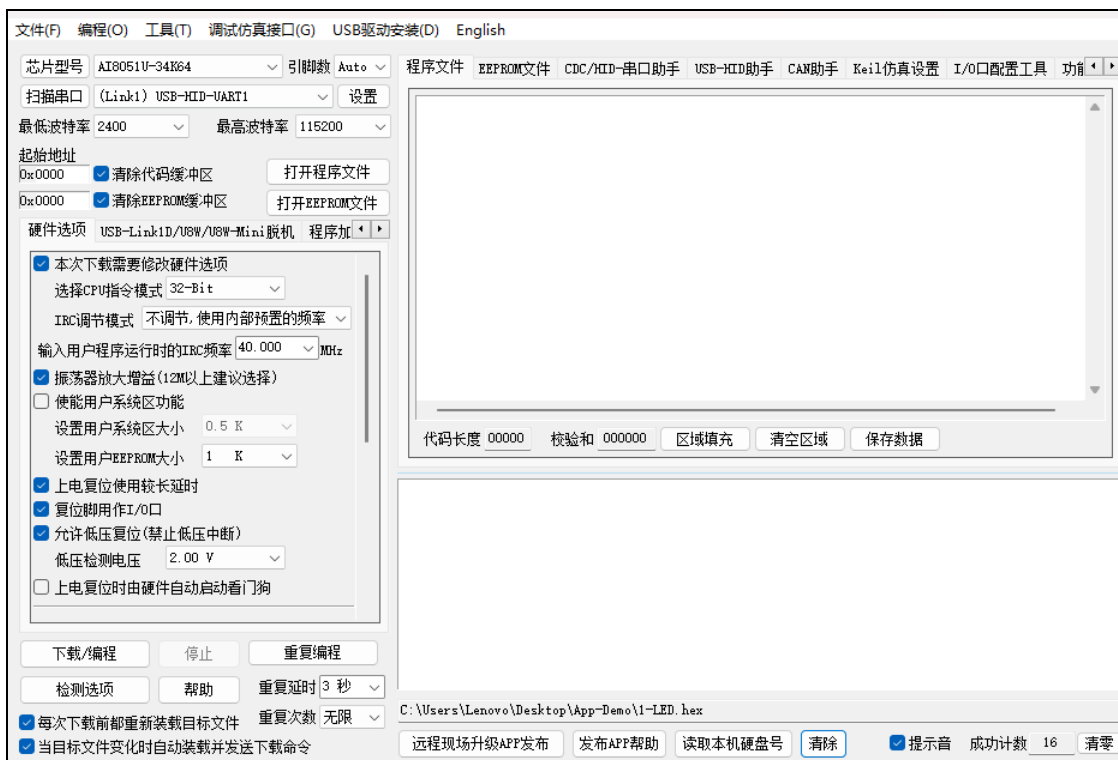 文件(F) 编程(O) 工具(T) 调试仿真接口(G) USB驱动安装(D) English
芯片型号 AI8051U-34K64 引脚数 Auto
扫描串口 (Link1) USB-HID-UART1 设置
最低波特率 2400 最高波特率 115200
起始地址
0x0000 清除代码缓冲区 打开程序文件
0x0000 清除EEPROM缓冲区 打开EEPROM文件
硬件选项 USB-Link1D/U8W/U8W-Mini脱机 程序加
本次下载需要修改硬件选项
选择CPU指令模式 32-Bit
IRC调节模式 不调节,使用内部预置的频率
输入用户程序运行时的IRC频率 40.000 MHz
振荡器放大增益(12M以上建议选择)
使能用户系统区功能
设置用户系统区大小 0.5 K
设置用户EEPROM大小 1 K
上电复位使用较长延时
复位脚用作I/O口
允许低压复位(禁止低压中断)
低压检测电压 2.00 V
上电复位时由硬件自动启动看门狗
下载/编程 停止 重复编程
检测选项 帮助 重复延时 3 秒
每次下载前都重新装载目标文件 重复次数 无限
当目标文件变化时自动装载并发送下载命令
程序文件 EEPROM文件 CDC/HID-串口助手 USB-HID助手 CAN助手 Keil仿真设置 I/O口配置工具
代码长度 00000 校验和 000000 区域填充 清空区域 保存数据
C:\Users\Lenovo\Desktop\App-Demo\1-LED.hex
远程现场升级APP发布 发布APP帮助 读取本机硬盘号 清除 提示音 成功计数 16 清零